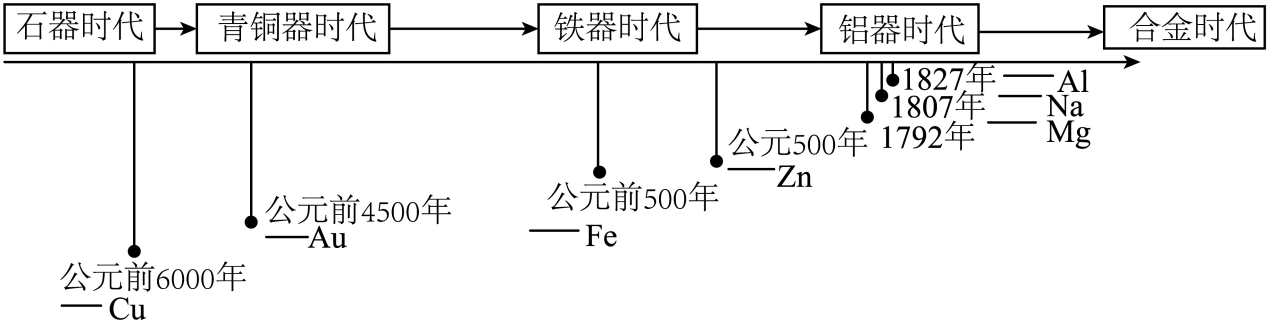 石器时代 青铜器时代 铁器时代 铝器时代 合金时代
1827年 Al
1807年 Na
1792年 Mg
公元500年
Zn
公元前500年
Fe
公元前4500年
Au
公元前6000年
Cu